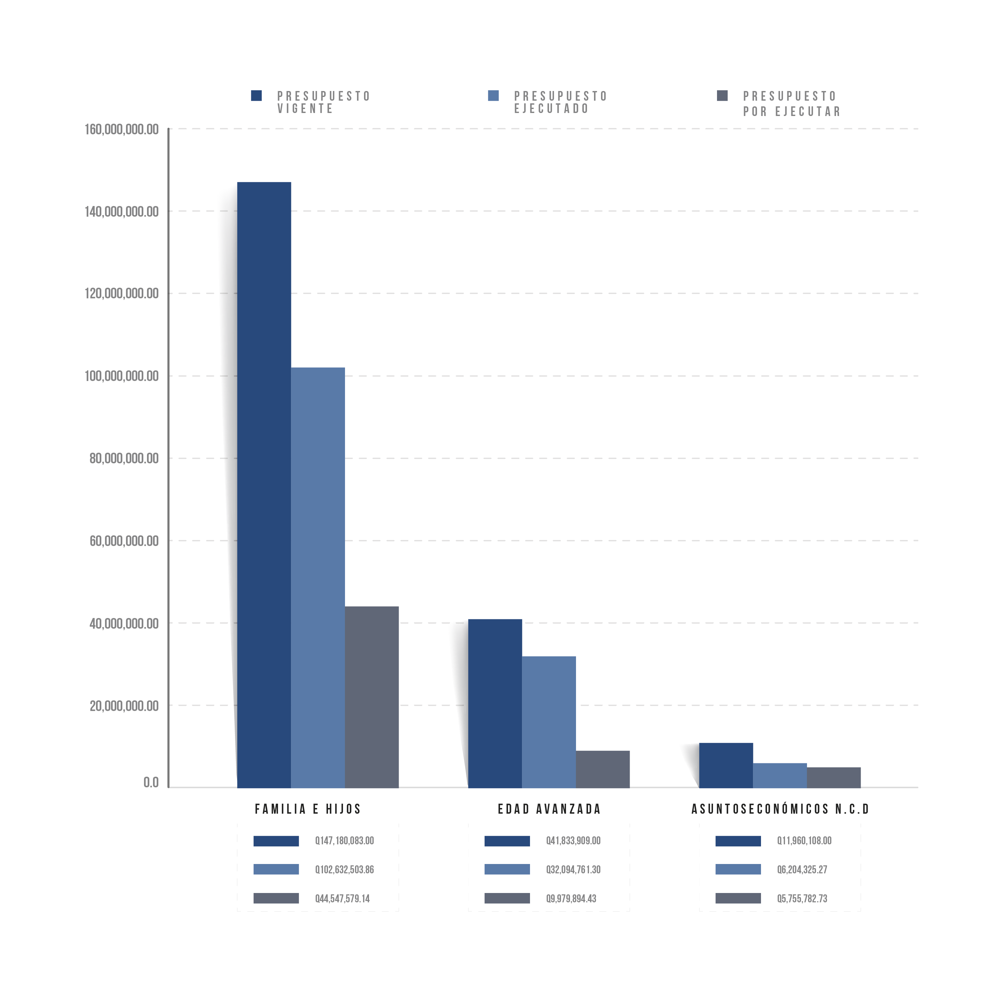 PRESUPUESTO
VIGENTE
PRESUPUESTO
EJECUTADO
PRESUPUESTO
POR EJECUTAR
160,000,000.00
140,000,000.00
120,000,000.00
100,000,000.00
80,000,000.00
60,000,000.00
40,000,000.00
20,000,000.00
0.0
FAMILIA E HIJOS
EDAD AVANZADA
ASUNTOSECONÓMICOS N.C.D
Q147,180,083.00
Q102,632,503.86
Q44,547,579.14
Q41,833,909.00
Q32,094,761.30
Q9,979,894.43
Q11,960,108.00
Q6,204,325.27
Q5,755,782.73